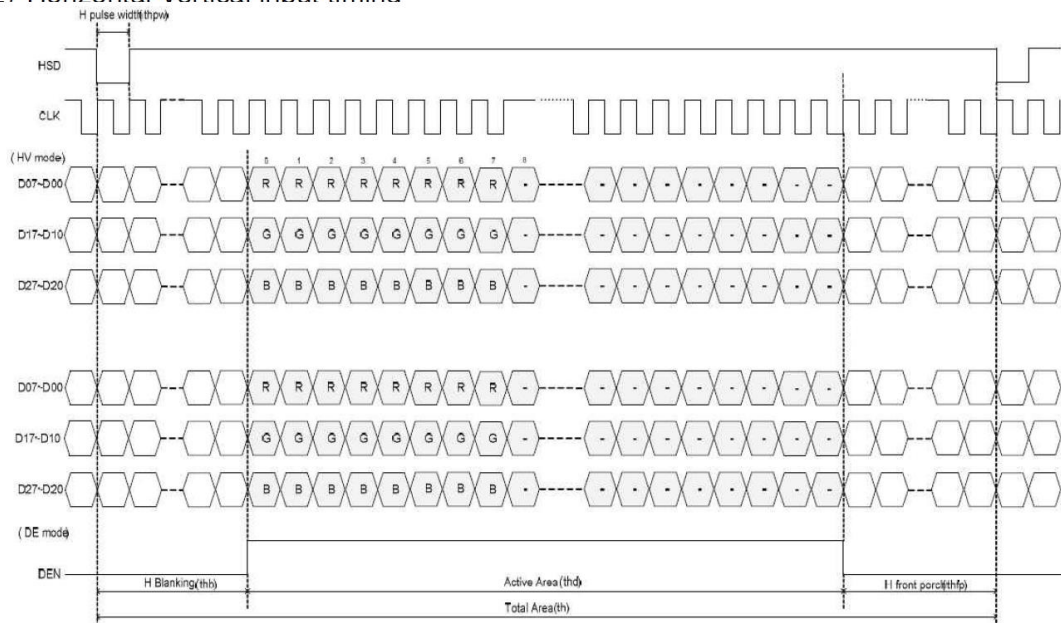 H pulse width(thpw)
HSD
CLK
(HV mode)
0 1 2 3 4 5 6 7 8
D07~D00 R R R R R R R R - - - - - - - - -
D17~D10 G G G G G G G G - - - - - - - - -
D27~D20 B B B B B B B B - - - - - - - - -
D07~D00 R R R R R R R R - - - - - - - - -
D17~D10 G G G G G G G G - - - - - - - - -
D27~D20 B B B B B B B B - - - - - - - - -
(DE mode)
DEN
H Blanking(thb) Active Area(thd) H front porch(thfp)
Total Area(th)